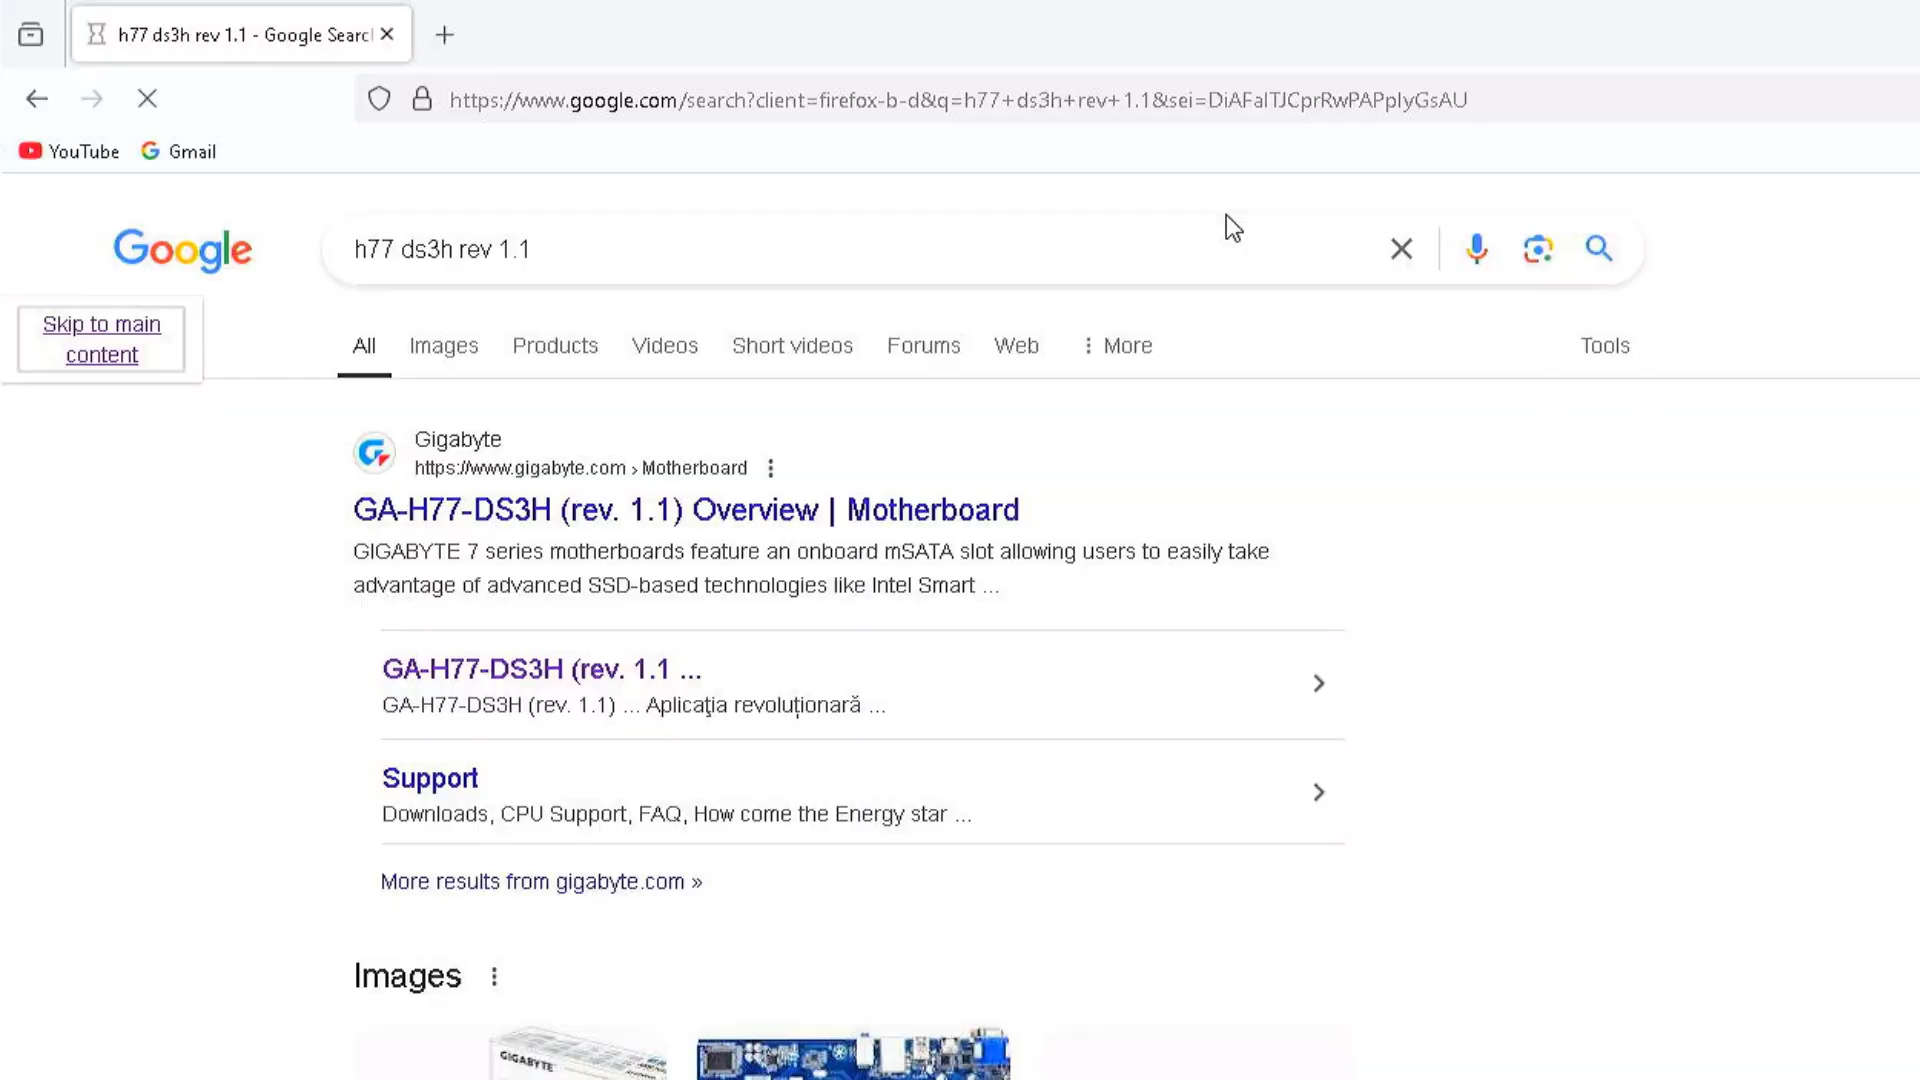 h77 ds3h rev 1.1 - Google Searc
https://www.google.com/search?client=firefox-b-d&q=h77+ds3h+rev+1.1&sei=DiAFaITJCprRwPAPpIyGsAU
YouTube Gmail
Google h77 ds3h rev 1.1
Skip to main
content
All Images Products Videos Short videos Forums Web More Tools
Gigabyte
https://www.gigabyte.com › Motherboard
GA-H77-DS3H (rev. 1.1) Overview | Motherboard
GIGABYTE 7 series motherboards feature an onboard mSATA slot allowing users to easily take
advantage of advanced SSD-based technologies like Intel Smart ...
GA-H77-DS3H (rev. 1.1 ...
GA-H77-DS3H (rev. 1.1) ... Aplicaţia revoluționară ...
Support
Downloads, CPU Support, FAQ, How come the Energy star ...
More results from gigabyte.com »
Images
GIGABYTE